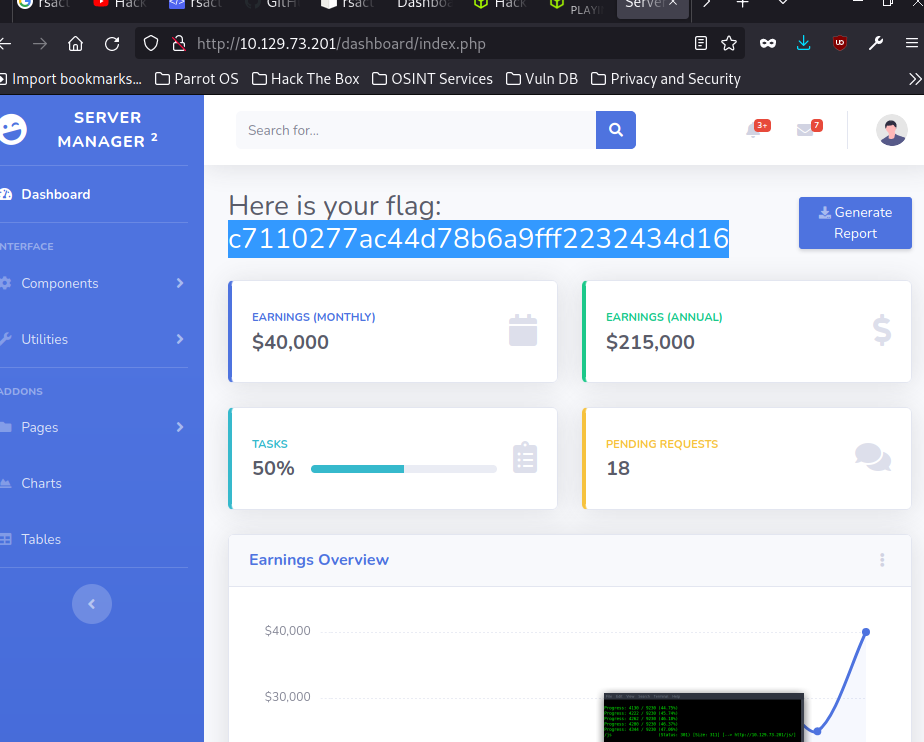 rsact
Hack
rsact
GitH
rsact
Dashbo
Hack
PLAYI
Server
http://10.129.73.201/dashboard/index.php
Import bookmarks...
Parrot OS
Hack The Box
OSINT Services
Vuln DB
Privacy and Security
SERVER
MANAGER 2
Search for...
3+
7
Dashboard
Here is your flag:
c7110277ac44d78b6a9fff2232434d16
Generate
Report
NTERFACE
Components
Utilities
ADDONS
Pages
Charts
Tables
EARNINGS (MONTHLY)
$40,000
EARNINGS (ANNUAL)
$215,000
TASKS
50%
PENDING REQUESTS
18
Earnings Overview
$40,000
$30,000